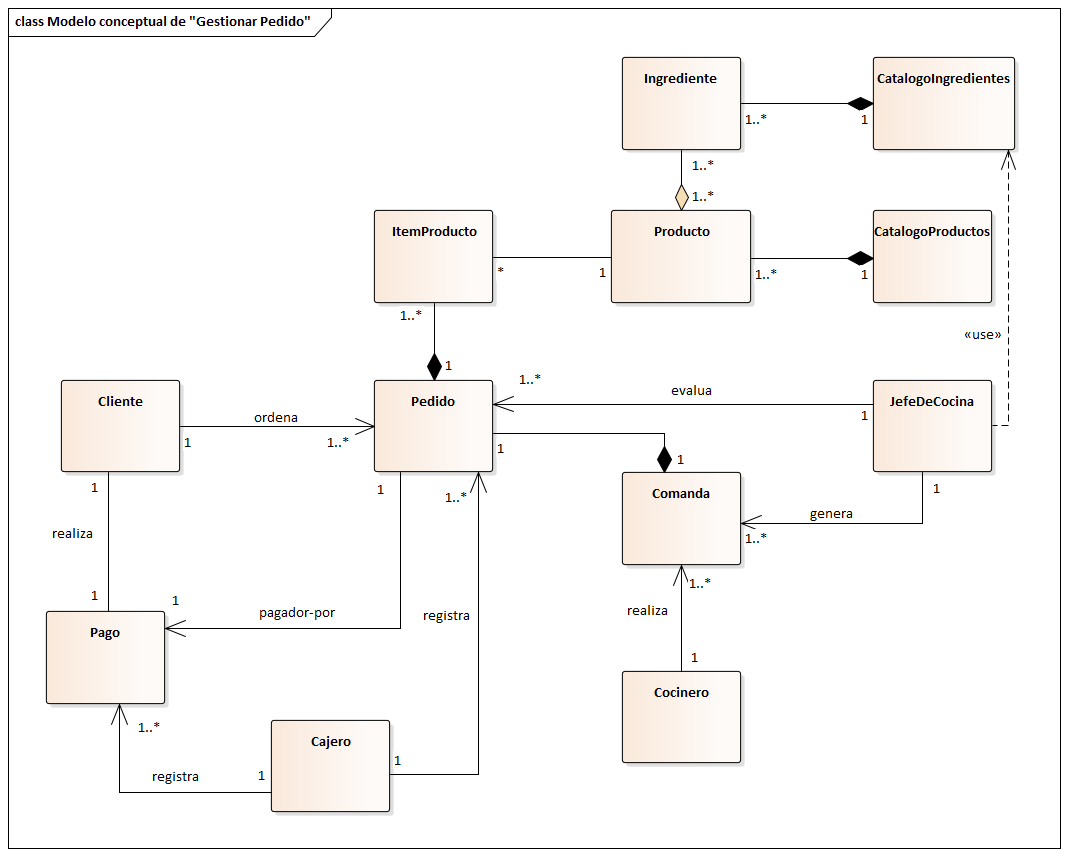 class Modelo conceptual de "Gestionar Pedido"
Ingrediente
CatalogoIngredientes
1..*
1
1..*
1..*
ItemProducto
Producto
CatalogoProductos
*
1
1..*
1
1..*
«use»
1
1..*
Cliente
Pedido
evalua
JefeDeCocina
ordena
1
1
1..*
1
1
1
1
1..*
1
Comanda
genera
realiza
1..*
1..*
1
1
pagador-por
registra
realiza
Pago
1
Cocinero
1..*
Cajero
registra
1
1